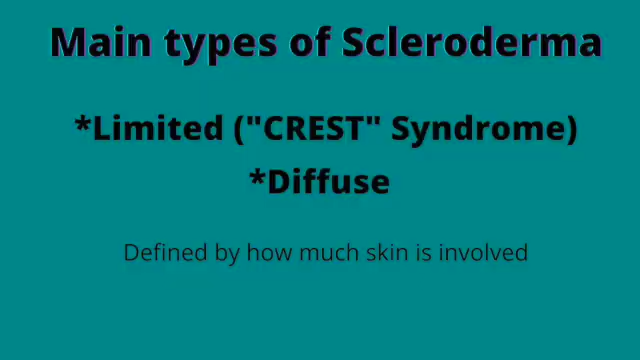 Main types of Scleroderma
*Limited ("CREST" Syndrome)
*Diffuse
Defined by how much skin is involved